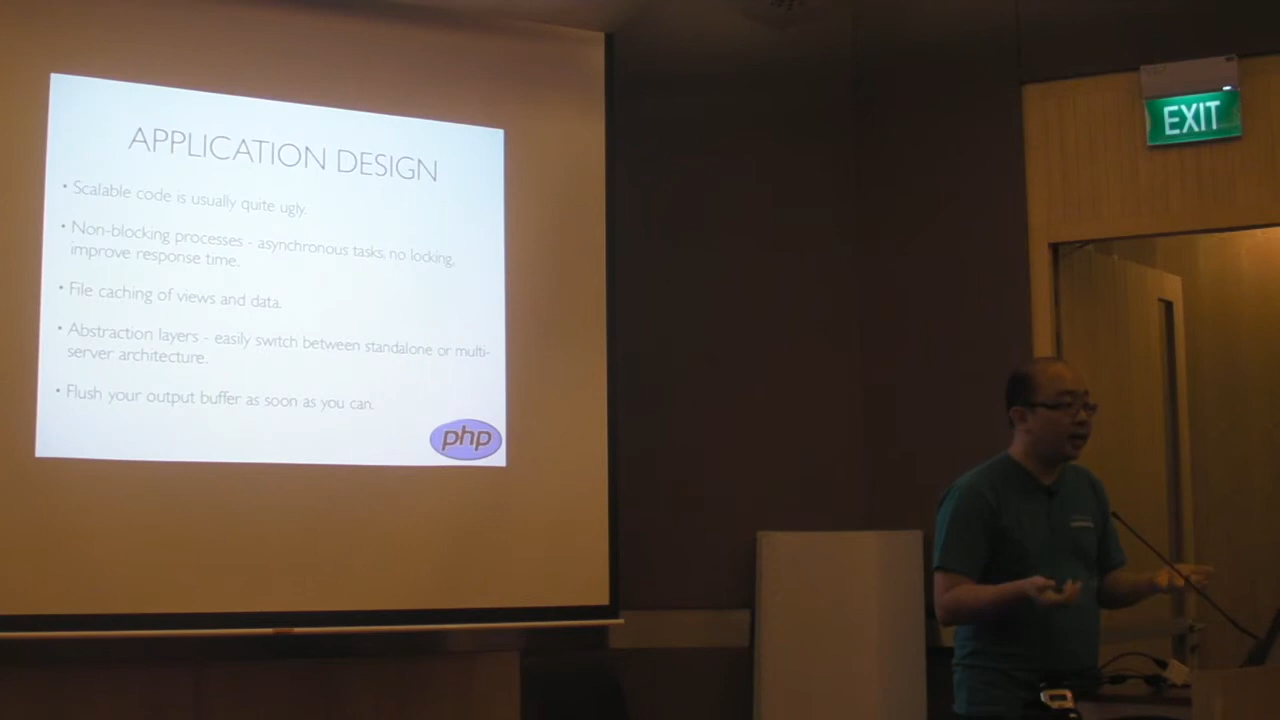 APPLICATION DESIGN
• Scalable code is usually quite ugly.
• Non-blocking processes - asynchronous tasks, no locking,
improve response time.
• File caching of views and data.
• Abstraction layers - easily switch between standalone or multi-
server architecture.
• Flush your output buffer as soon as you can.
php
EXIT